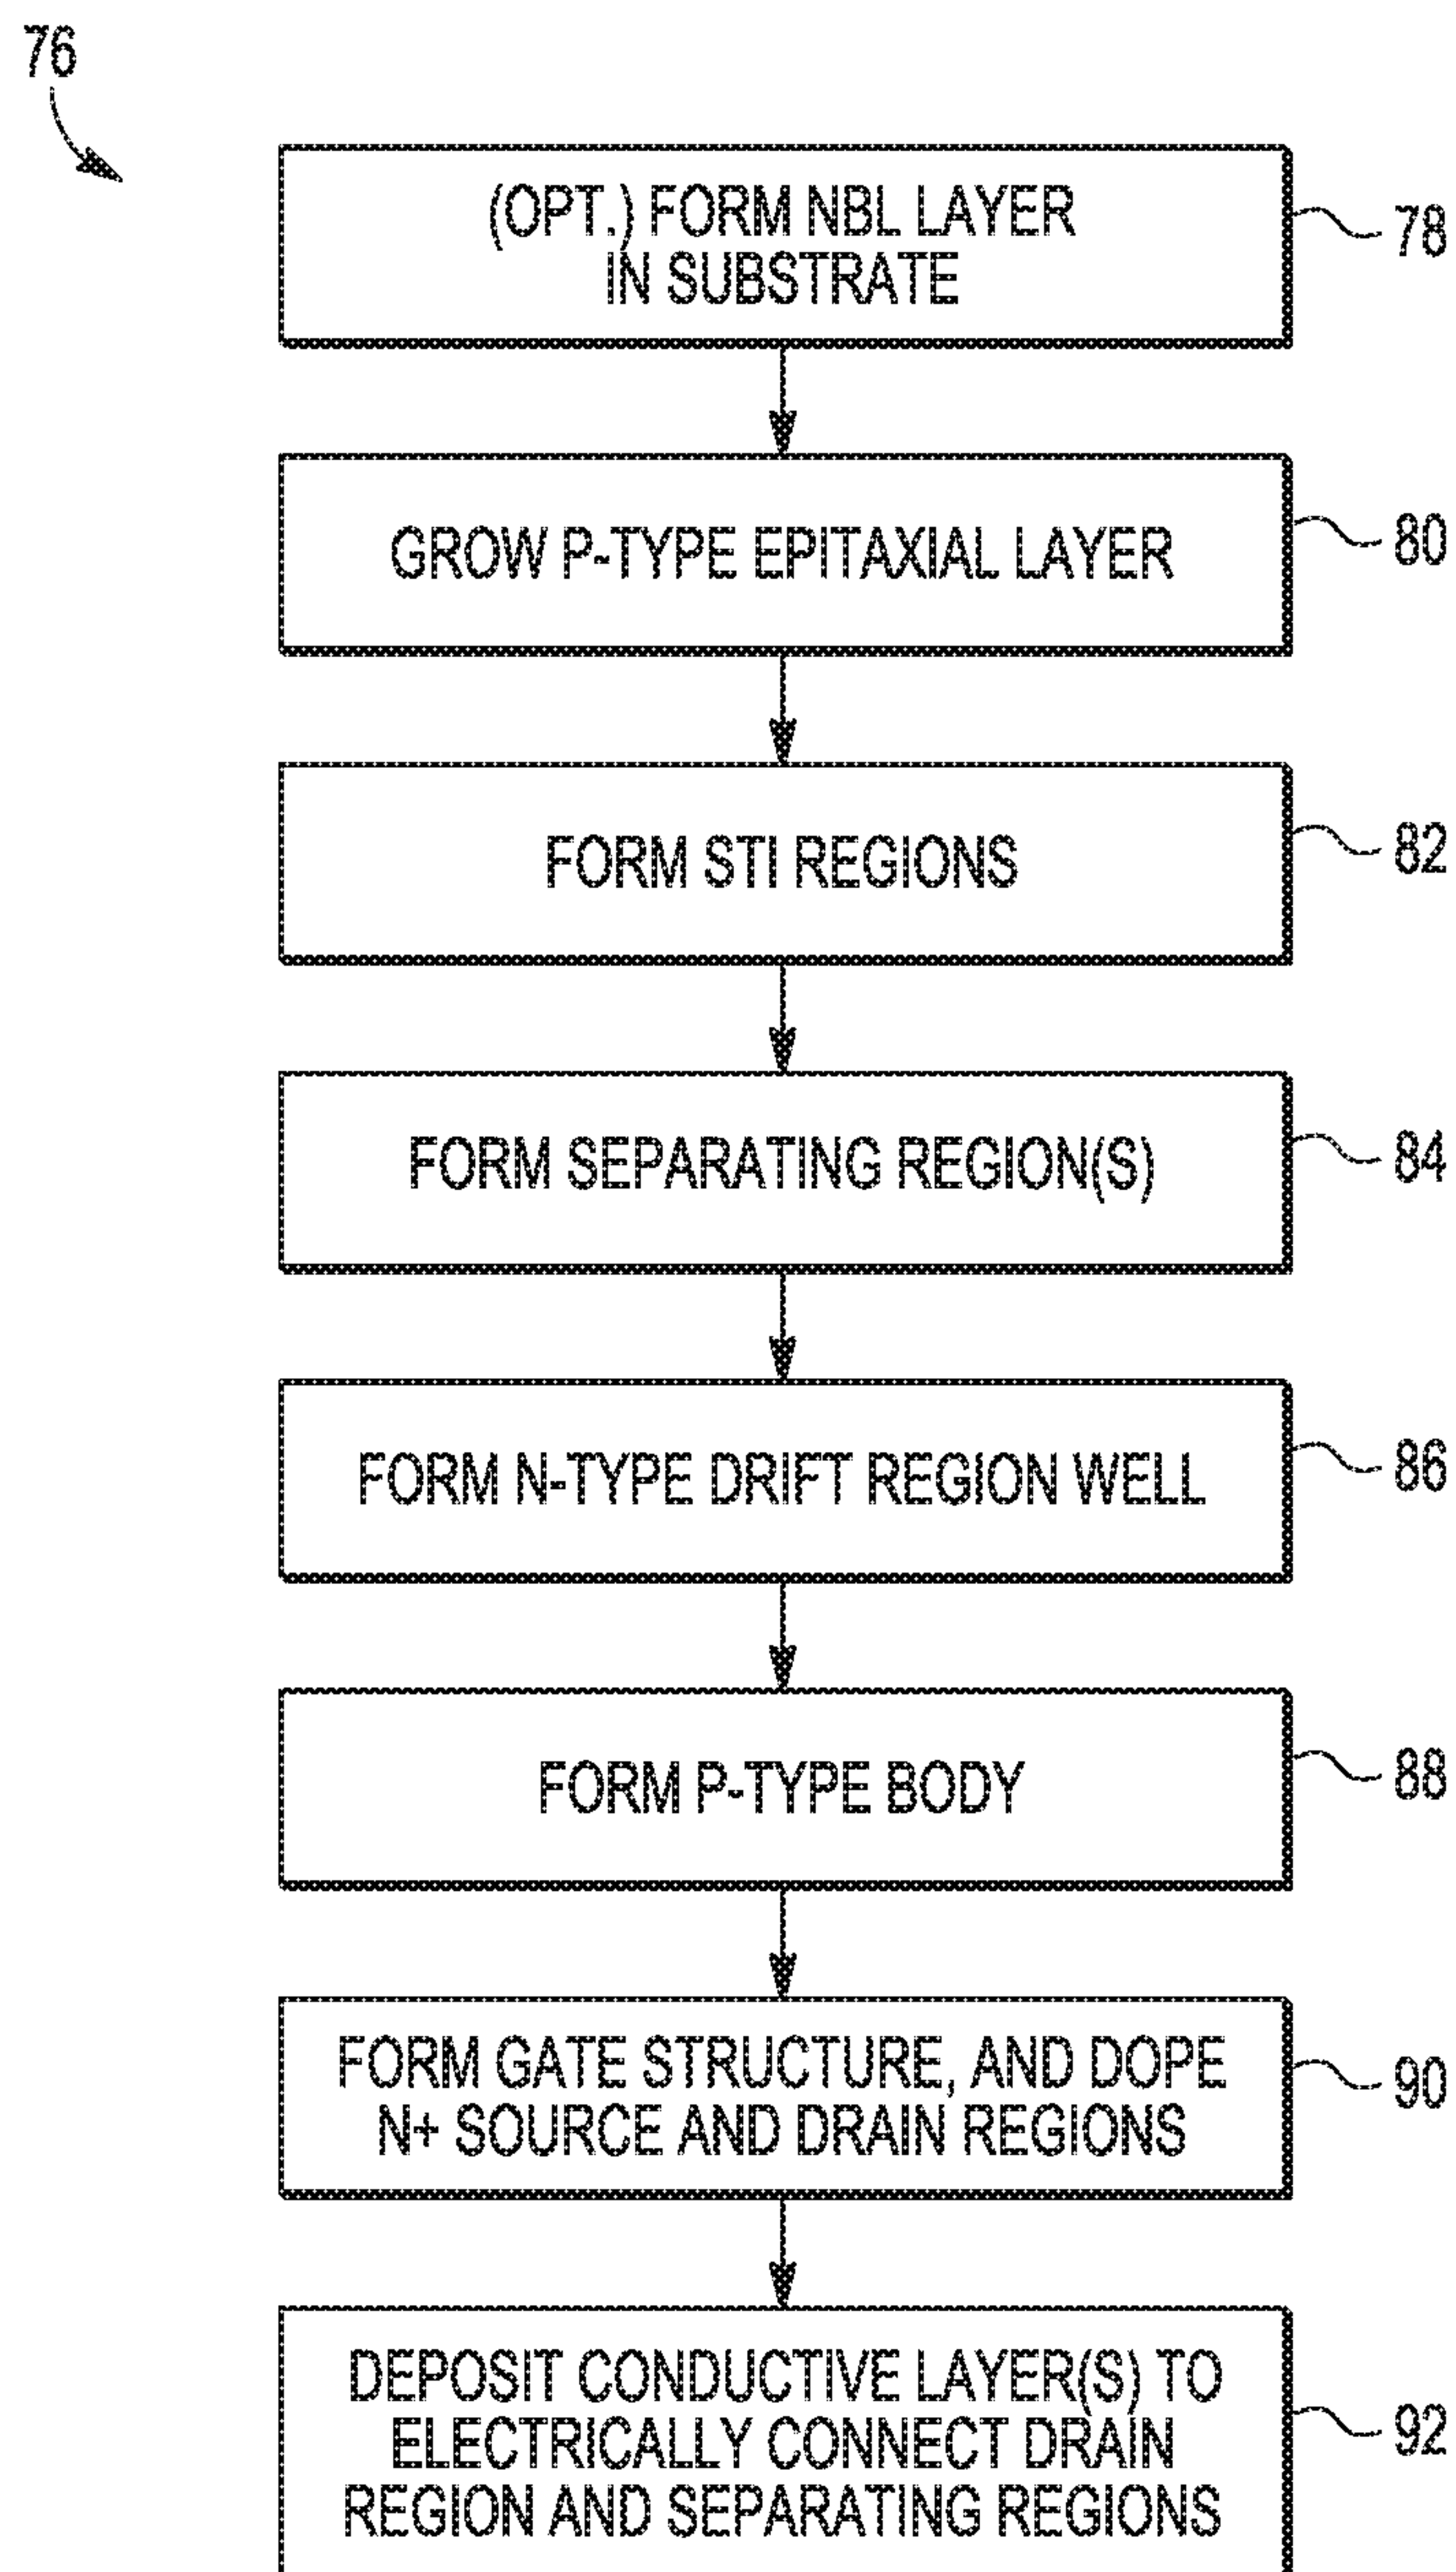 76
(OPT.) FORM NBL LAYER
IN SUBSTRATE
78
GROW P-TYPE EPITAXIAL LAYER
80
FORM STI REGIONS
82
FORM SEPARATING REGION(S)
84
FORM N-TYPE DRIFT REGION WELL
86
FORM P-TYPE BODY
88
FORM GATE STRUCTURE, AND DOPE
N+ SOURCE AND DRAIN REGIONS
90
DEPOSIT CONDUCTIVE LAYER(S) TO
ELECTRICALLY CONNECT DRAIN
REGION AND SEPARATING REGIONS
92